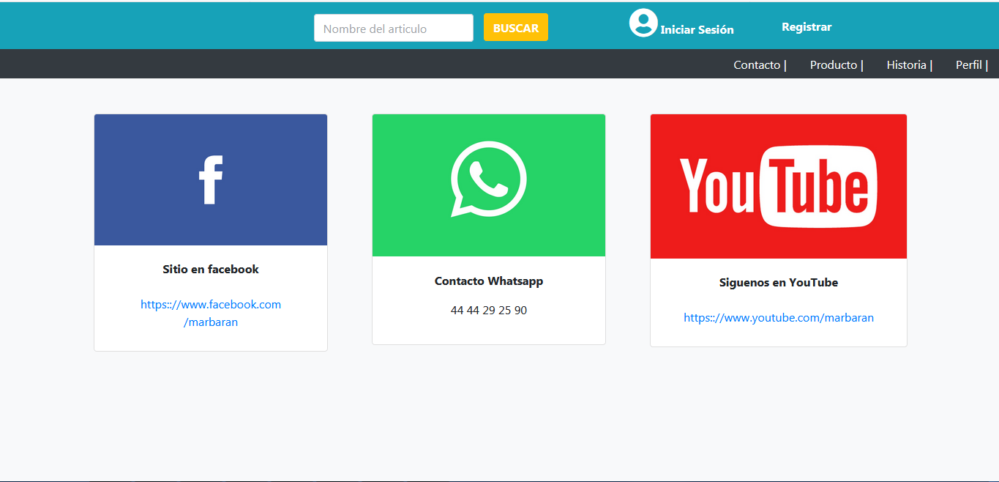 Nombre del articulo
BUSCAR
Iniciar Sesión
Registrar
Contacto |
Producto |
Historia |
Perfil |
f
Sitio en facebook
https:://www.facebook.com
/marbaran
Contacto Whatsapp
44 44 29 25 90
YouTube
Siguenos en YouTube
https:://www.youtube.com/marbaran